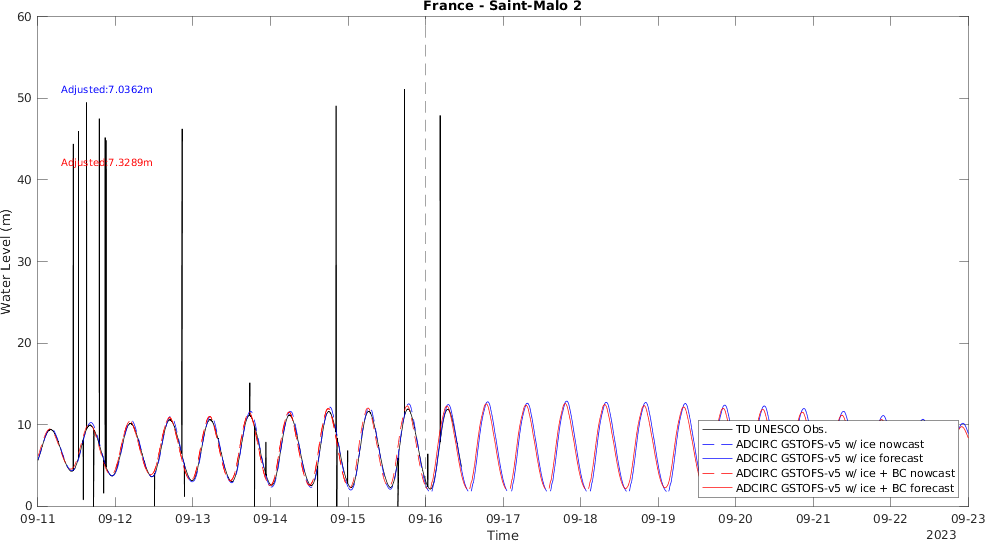 France - Saint-Malo 2
60
50
40
30
20
10
0
Water Level (m)
Adjusted:7.0362m
Adjusted:7.3289m
TD UNESCO Obs.
ADCIRC GSTOFS-v5 w/ ice nowcast
ADCIRC GSTOFS-v5 w/ ice forecast
ADCIRC GSTOFS-v5 w/ ice + BC nowcast
ADCIRC GSTOFS-v5 w/ ice + BC forecast
09-11 09-12 09-13 09-14 09-15 09-16 09-17 09-18 09-19 09-20 09-21 09-22 09-23
Time
2023